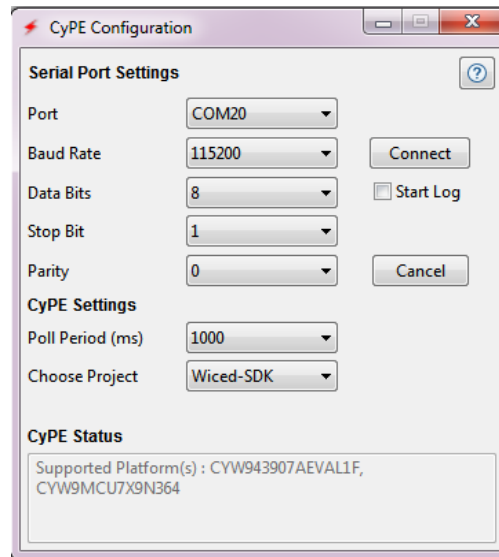 CyPE Configuration
Serial Port Settings
Port COM20
Baud Rate 115200 Connect
Data Bits 8 Start Log
Stop Bit 1
Parity 0 Cancel
CyPE Settings
Poll Period (ms) 1000
Choose Project Wiced-SDK
CyPE Status
Supported Platform(s) : CYW943907AEVAL1F,
CYW9MCU7X9N364